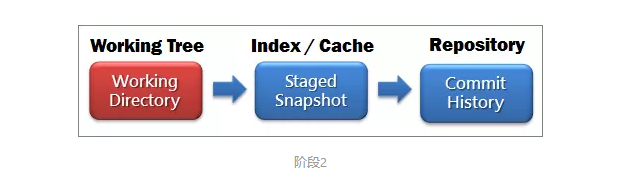 Working Tree
Index / Cache
Repository
Working
Directory
Staged
Snapshot
Commit
History
阶段2